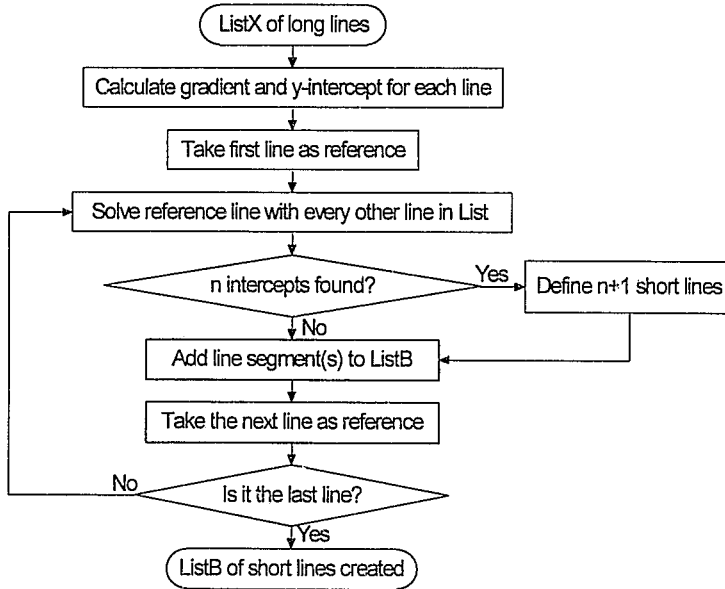 ListX of long lines
Calculate gradient and y-intercept for each line
Take first line as reference
Solve reference line with every other line in List
n intercepts found?
Yes
Define n+1 short lines
No
Add line segment(s) to ListB
Take the next line as reference
No
Is it the last line?
Yes
ListB of short lines created